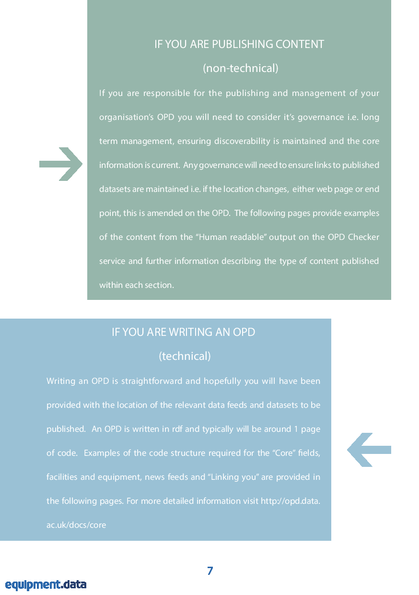 IF YOU ARE PUBLISHING CONTENT
(non-technical)
If you are responsible for the publishing and management of your
organisation's OPD you will need to consider it's governance i.e. long
term management, ensuring discoverability is maintained and the core
information is current. Any governance will need to ensure links to published
datasets are maintained i.e. if the location changes, either web page or end
point, this is amended on the OPD. The following pages provide examples
of the content from the "Human readable" output on the OPD Checker
service and further information describing the type of content published
within each section.
IF YOU ARE WRITING AN OPD
(technical)
Writing an OPD is straightforward and hopefully you will have been
provided with the location of the relevant data feeds and datasets to be
published. An OPD is written in rdf and typically will be around 1 page
of code. Examples of the code structure required for the "Core" fields,
facilities and equipment, news feeds and "Linking you" are provided in
the following pages. For more detailed information visit http://opd.data.
ac.uk/docs/core
7
equipment.data